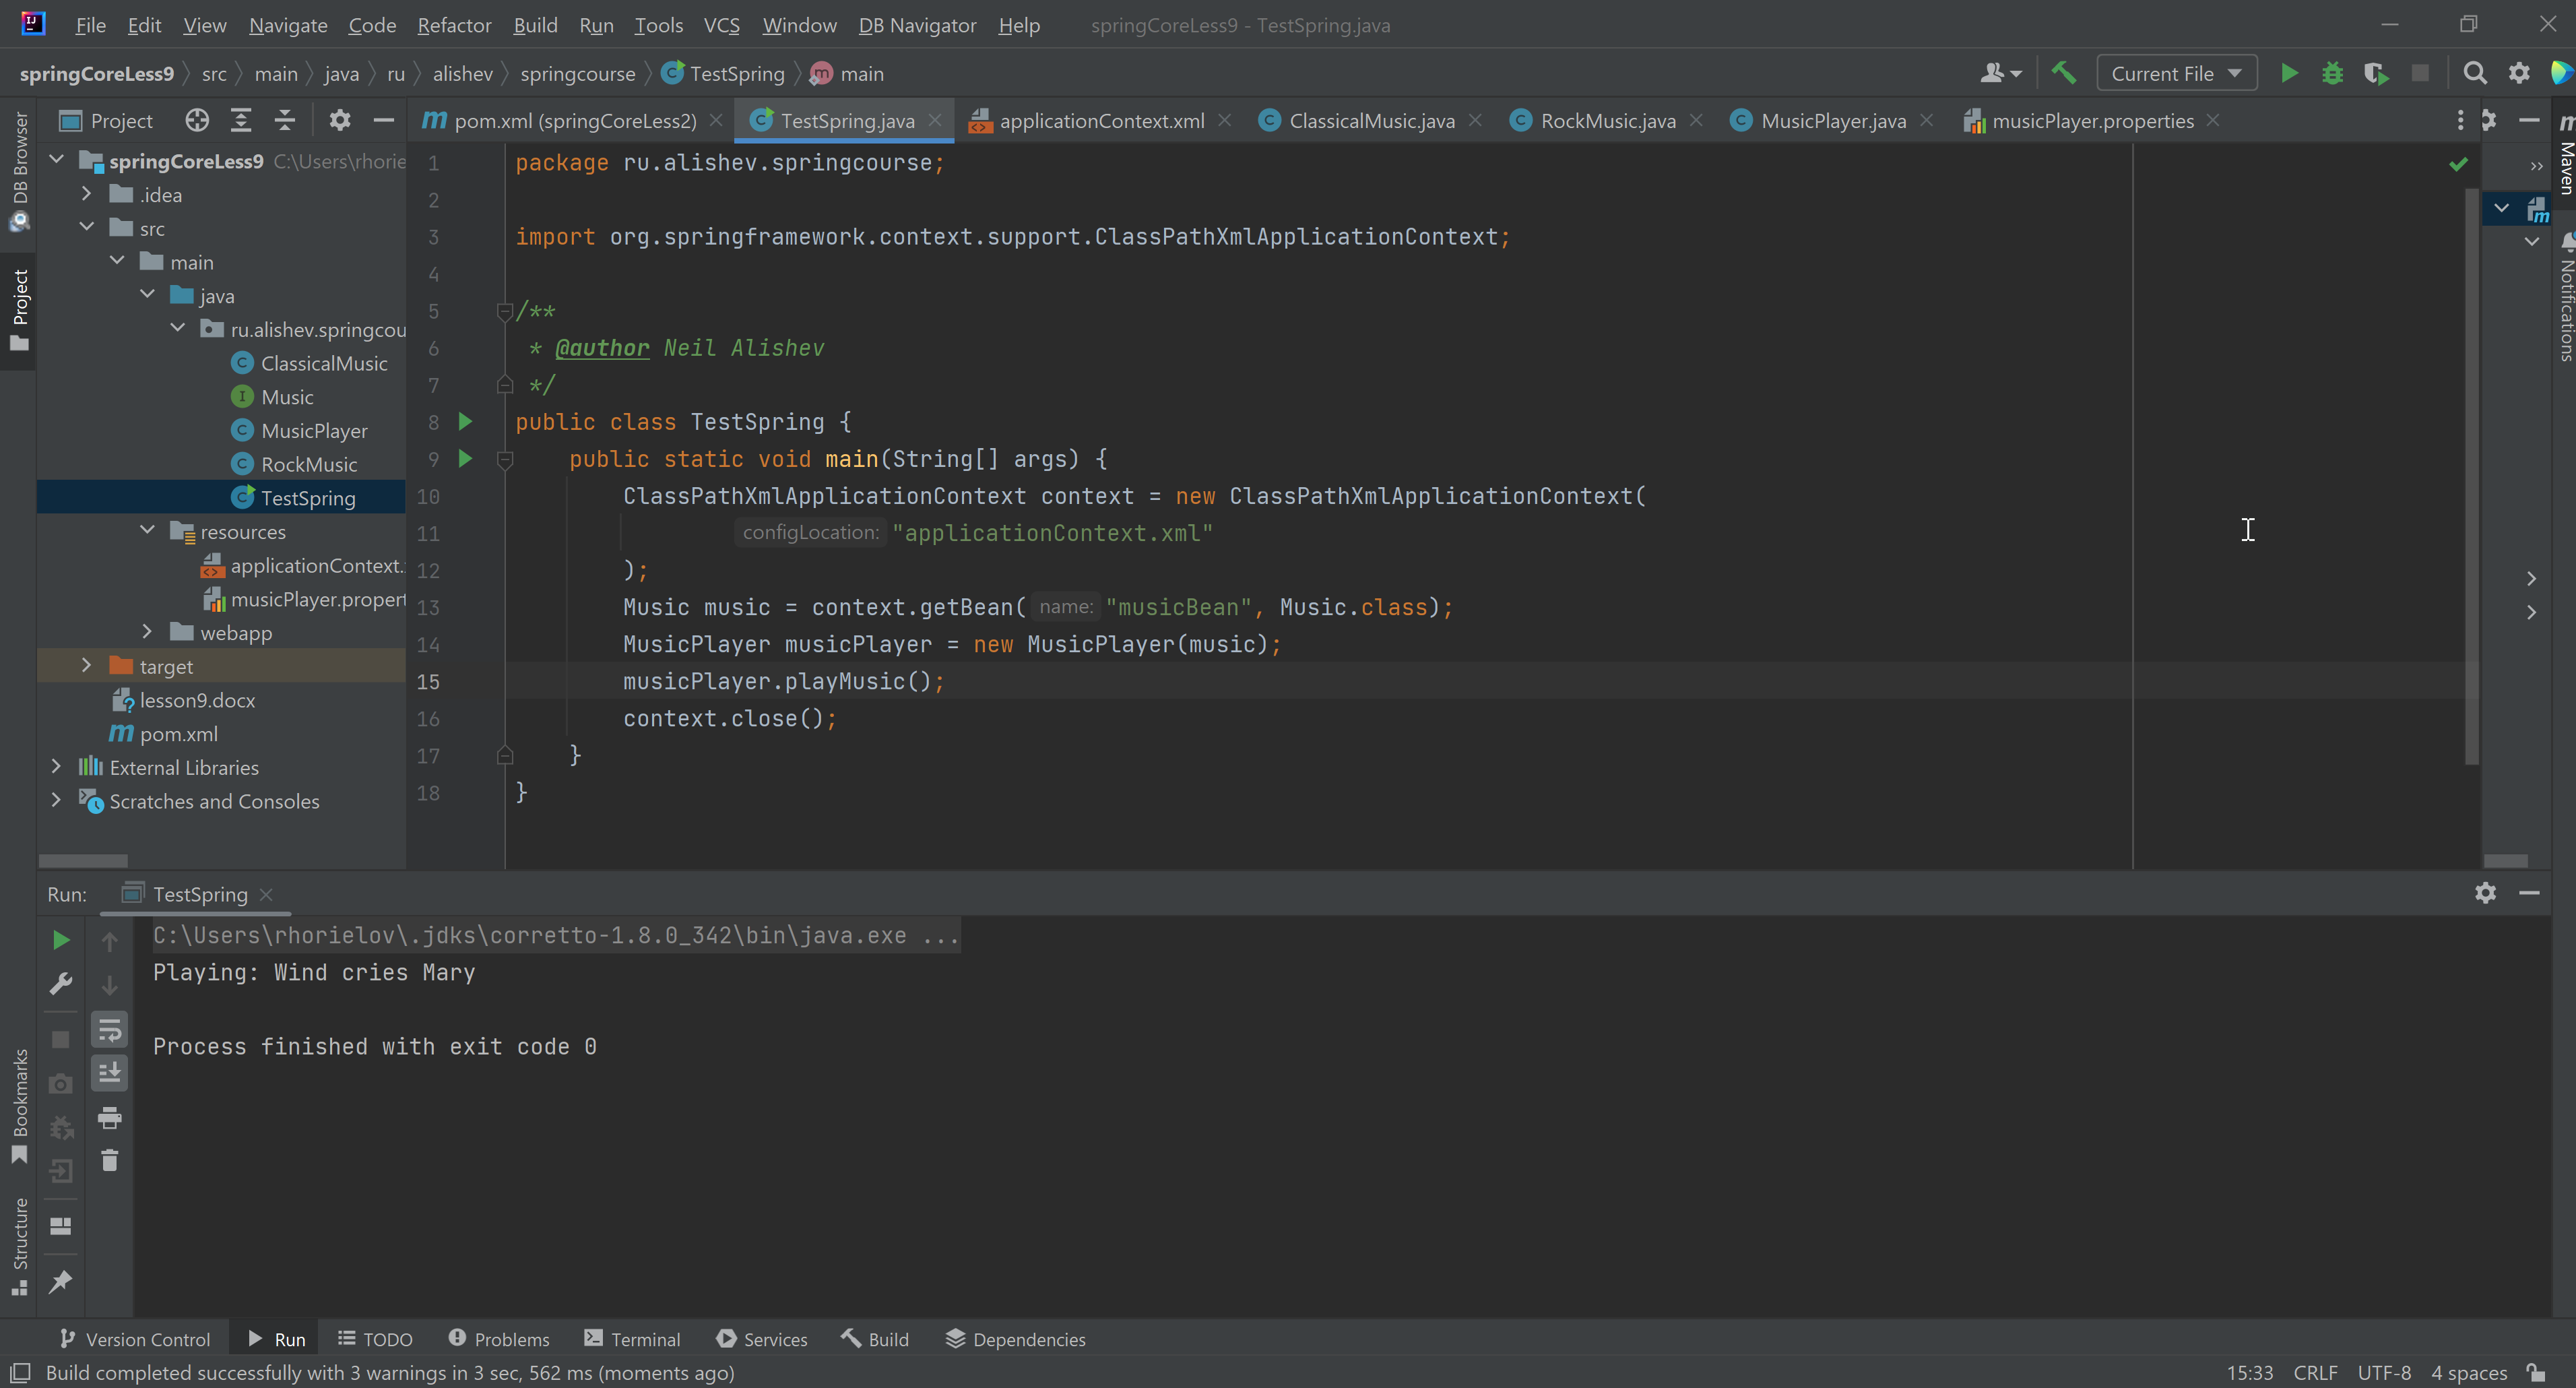 File Edit View Navigate Code Refactor Build Run Tools VCS Window DB Navigator Help springCoreLess9 - TestSpring.java
springCoreLess9 src main java ru alishev springcourse TestSpring main
Current File
DB Browser
Project
Bookmarks
Structure
Project
springCoreLess9 C:\Users\rhorie
.idea
src
main
java
ru.alishev.springcou
ClassicalMusic
Music
MusicPlayer
RockMusic
TestSpring
resources
applicationContext.
musicPlayer.propert
webapp
target
lesson9.docx
pom.xml
External Libraries
Scratches and Consoles
pom.xml (springCoreLess2) TestSpring.java applicationContext.xml ClassicalMusic.java RockMusic.java MusicPlayer.java musicPlayer.properties
1 package ru.alishev.springcourse;
2
3 import org.springframework.context.support.ClassPathXmlApplicationContext;
4
5 /**
6 * @author Neil Alishev
7 */
8 public class TestSpring {
9 public static void main(String[] args) {
10 ClassPathXmlApplicationContext context = new ClassPathXmlApplicationContext(
11 configLocation: "applicationContext.xml"
12 );
13 Music music = context.getBean( name: "musicBean", Music.class);
14 MusicPlayer musicPlayer = new MusicPlayer(music);
15 musicPlayer.playMusic();
16 context.close();
17 }
18 }
Maven
Notifications
Run: TestSpring
C:\Users\rhorielov\.jdks\corretto-1.8.0_342\bin\java.exe ...
Playing: Wind cries Mary
Process finished with exit code 0
Version Control Run TODO Problems Terminal Services Build Dependencies
Build completed successfully with 3 warnings in 3 sec, 562 ms (moments ago) 15:33 CRLF UTF-8 4 spaces